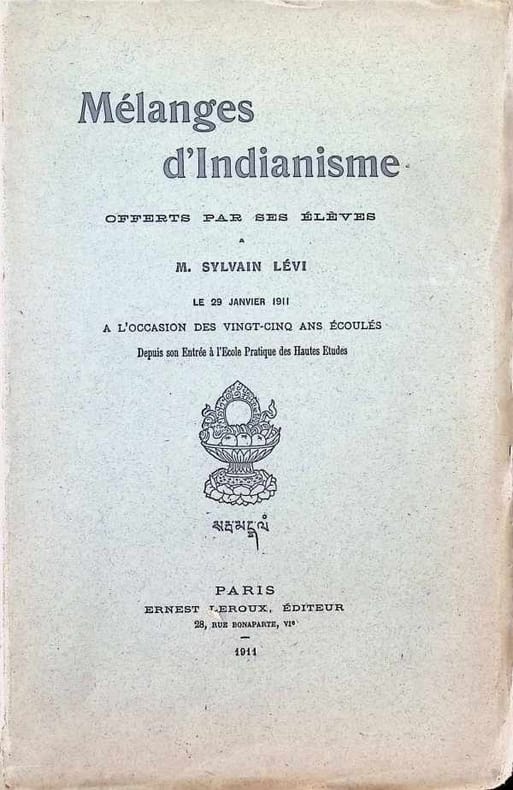 Mélanges
d'Indianisme
OFFERTS PAR SES ÉLÈVES
A
M. SYLVAIN LÉVI
LE 29 JANVIER 1911
A L'OCCASION DES VINGT-CINQ ANS ÉCOULÉS
Depuis son Entrée à l'Ecole Pratique des Hautes Etudes
PARIS
ERNEST LEROUX, ÉDITEUR
28, RUE BONAPARTE, VIᵉ
1911